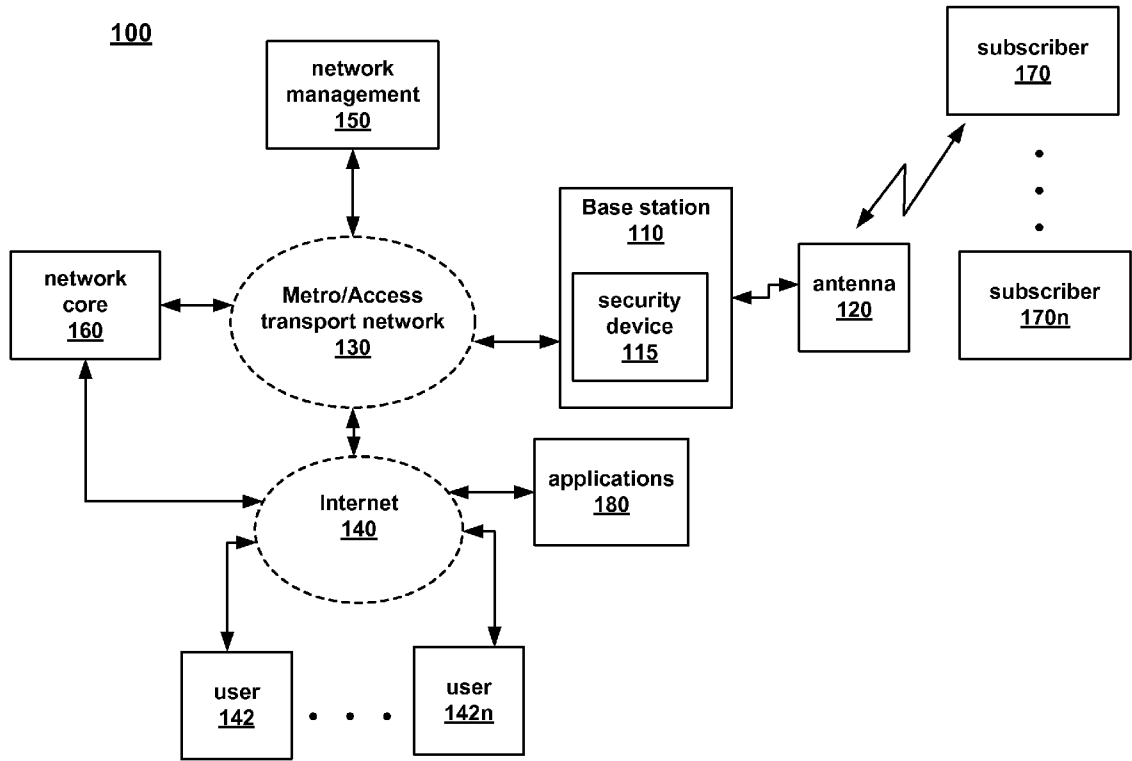 100
network
management
150
subscriber
170
Base station
110
security
device
115
antenna
120
subscriber
170n
network
core
160
Metro/Access
transport network
130
Internet
140
applications
180
user
142
user
142n